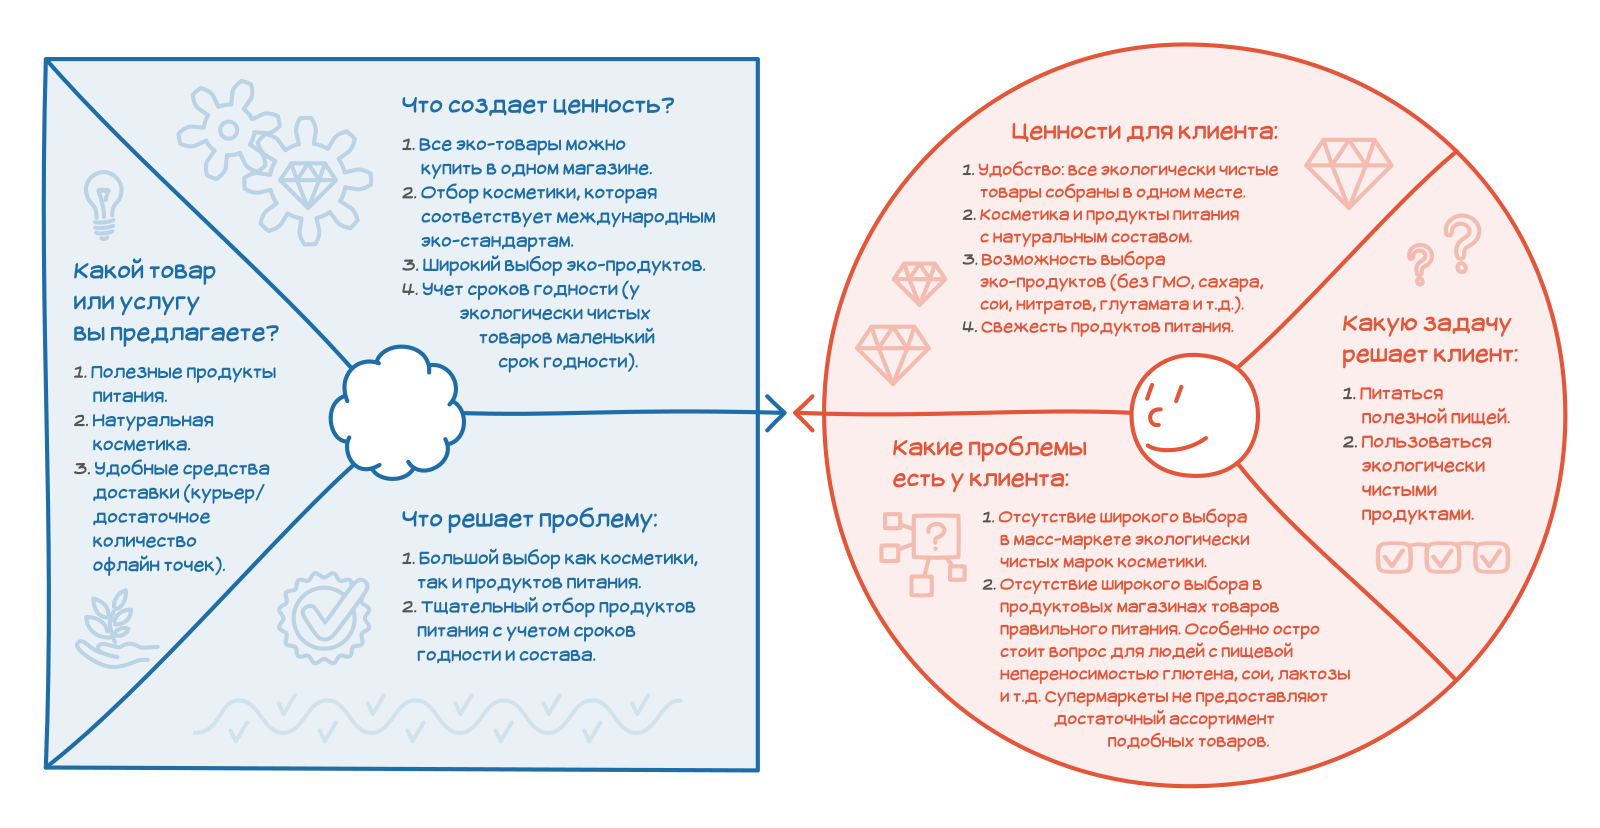 Что создает ценность?
1. Все эко-товары можно
купить в одном магазине.
2. Отбор косметики, которая
соответствует международным
эко-стандартам.
3. Широкий выбор эко-продуктов.
4. Учет сроков годности (у
экологически чистых
товаров маленький
срок годности).
Какой товар
или услугу
вы предлагаете?
1. Полезные продукты
питания.
2. Натуральная
косметика.
3. Удобные средства
доставки (курьер/
достаточное
количество
офлайн точек).
Что решает проблему:
1. Большой выбор как косметики,
так и продуктов питания.
2. Тщательный отбор продуктов
питания с учетом сроков
годности и состава.
Ценности для клиента:
1. Удобство: все экологически чистые
товары собраны в одном месте.
2. Косметика и продукты питания
с натуральным составом.
3. Возможность выбора
эко-продуктов (без ГМО, сахара,
сои, нитратов, глутамата и т.д.).
4. Свежесть продуктов питания.
Какую задачу
решает клиент:
1. Питаться
полезной пищей.
2. Пользоваться
экологически
чистыми
продуктами.
Какие проблемы
есть у клиента:
1. Отсутствие широкого выбора
в масс-маркете экологически
чистых марок косметики.
2. Отсутствие широкого выбора в
продуктовых магазинах товаров
правильного питания. Особенно остро
стоит вопрос для людей с пищевой
непереносимостью глютена, сои, лактозы
и т.д. Супермаркеты не предоставляют
достаточный ассортимент
подобных товаров.